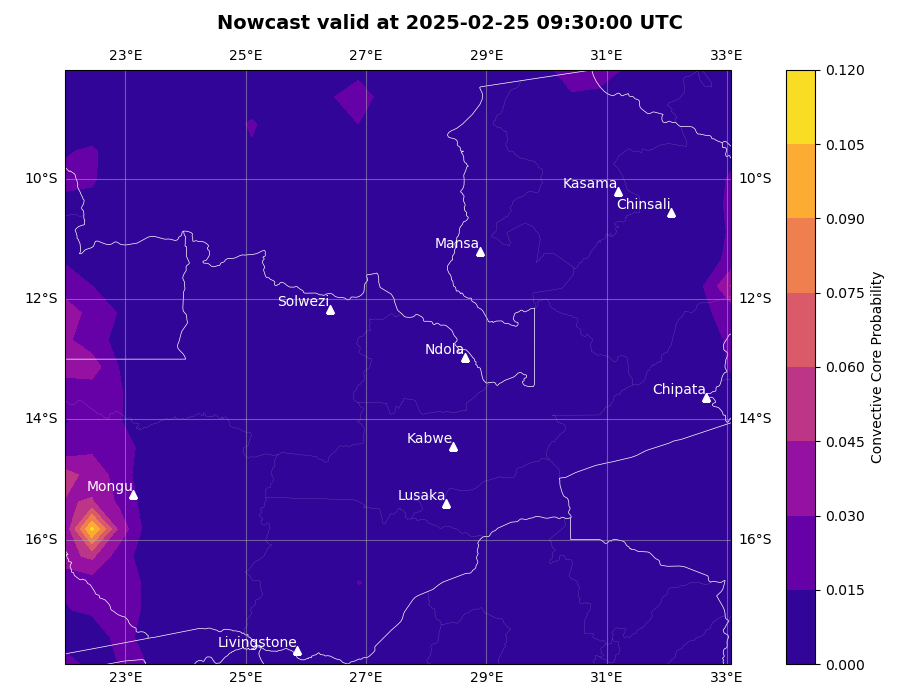 Nowcast valid at 2025-02-25 09:30:00 UTC
23°E 25°E 27°E 29°E 31°E 33°E
0.120
0.105
10°S 10°S
Kasama
Chinsali
0.090
Mansa
12°S 12°S
Solwezi
0.075
Ndola
0.060
Chipata
14°S 14°S
Kabwe
0.045
Mongu
Lusaka
0.030
16°S 16°S
0.015
Livingstone
0.000
23°E 25°E 27°E 29°E 31°E 33°E
Convective Core Probability